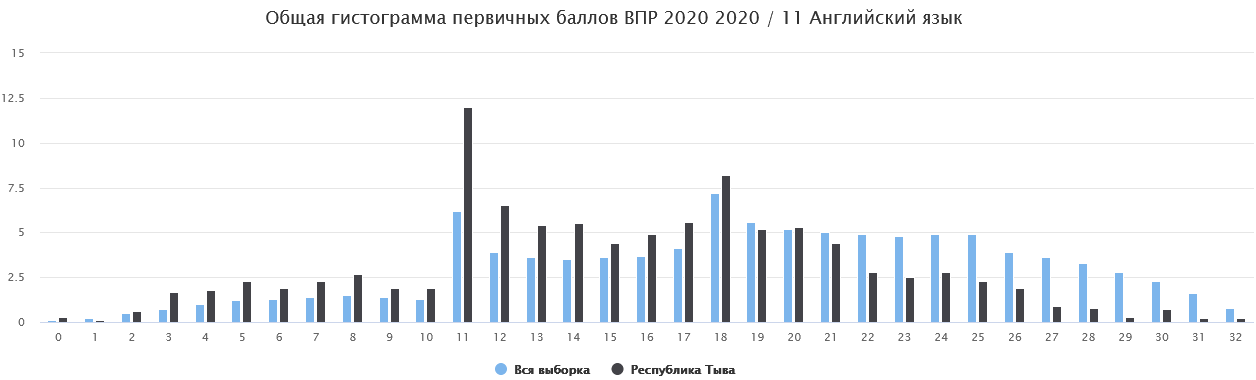 Общая гистограмма первичных баллов ВПР 2020 2020 / 11 Английский язык
15
12.5
10
7.5
5
2.5
0
0 1 2 3 4 5 6 7 8 9 10 11 12 13 14 15 16 17 18 19 20 21 22 23 24 25 26 27 28 29 30 31 32
Вся выборка Республика Тыва